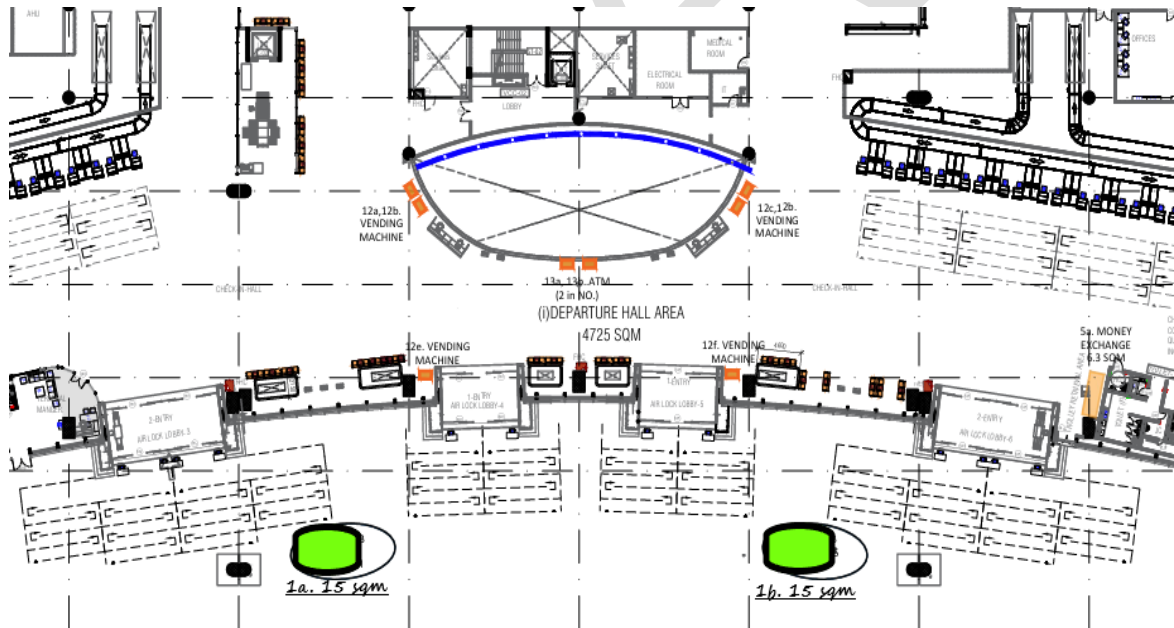 AHU
OFFICES
MEDICAL
ROOM
ELECTRICAL
ROOM
LOBBY
FHC
12a,12b.
VENDING
MACHINE
12c,12b.
VENDING
MACHINE
13a, 13b. ATM
(2 in NO.)
CHECK-IN-HALL
CHECK-IN-HALL
(i)DEPARTURE HALL AREA
4725 SQM
12e. VENDING
MACHINE
12f. VENDING
MACHINE
5a. MONEY
EXCHANGE
6.3 SQM
FHC
2-ENTRY
AIR LOCK LOBBY-3
1-ENTRY
AIR LOCK LOBBY-4
1-ENTRY
AIR LOCK LOBBY-5
2-ENTRY
AIR LOCK LOBBY-6
1a. 15 sqm
1b. 15 sqm